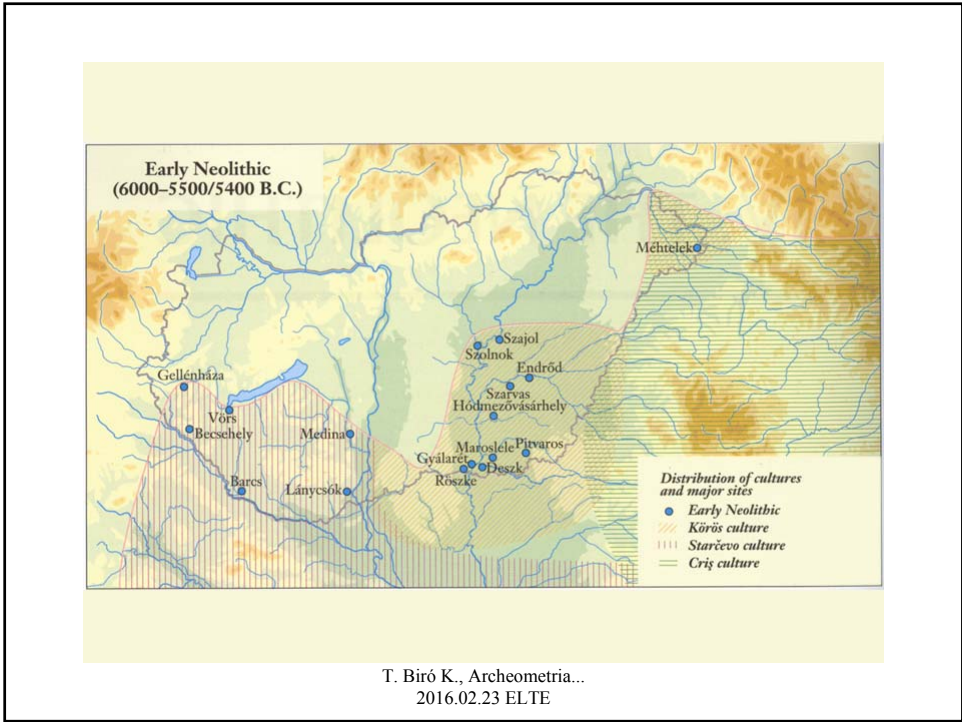 Early Neolithic
(6000–5500/5400 B.C.)
Méhtelek
Szajol
Szolnok
Endrőd
Szarvas
Hódmezővásárhely
Gellénháza
Vörs
Becsehely
Medina
Maroslele
Pitvaros
Gyálarét
Deszk
Röszke
Barcs
Lánycsók
Distribution of cultures
and major sites
Early Neolithic
Körös culture
Starčevo culture
Criş culture
T. Biró K., Archeometria...
2016.02.23 ELTE